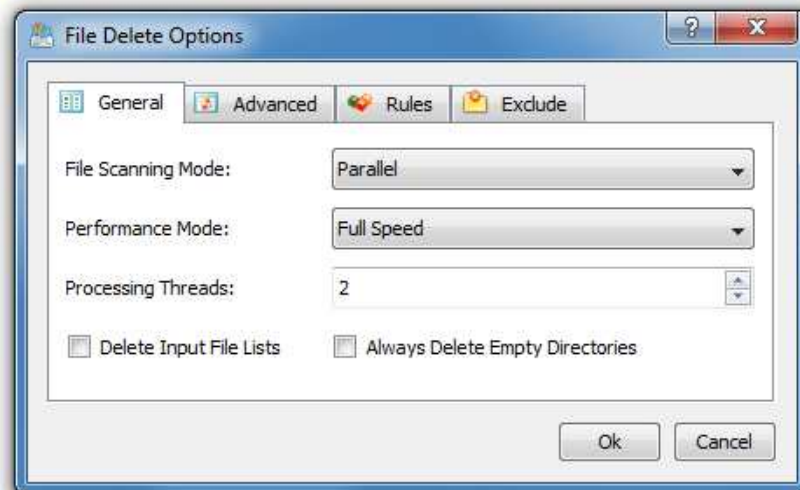 File Delete Options
General Advanced Rules Exclude
File Scanning Mode: Parallel
Performance Mode: Full Speed
Processing Threads: 2
Delete Input File Lists Always Delete Empty Directories
Ok Cancel